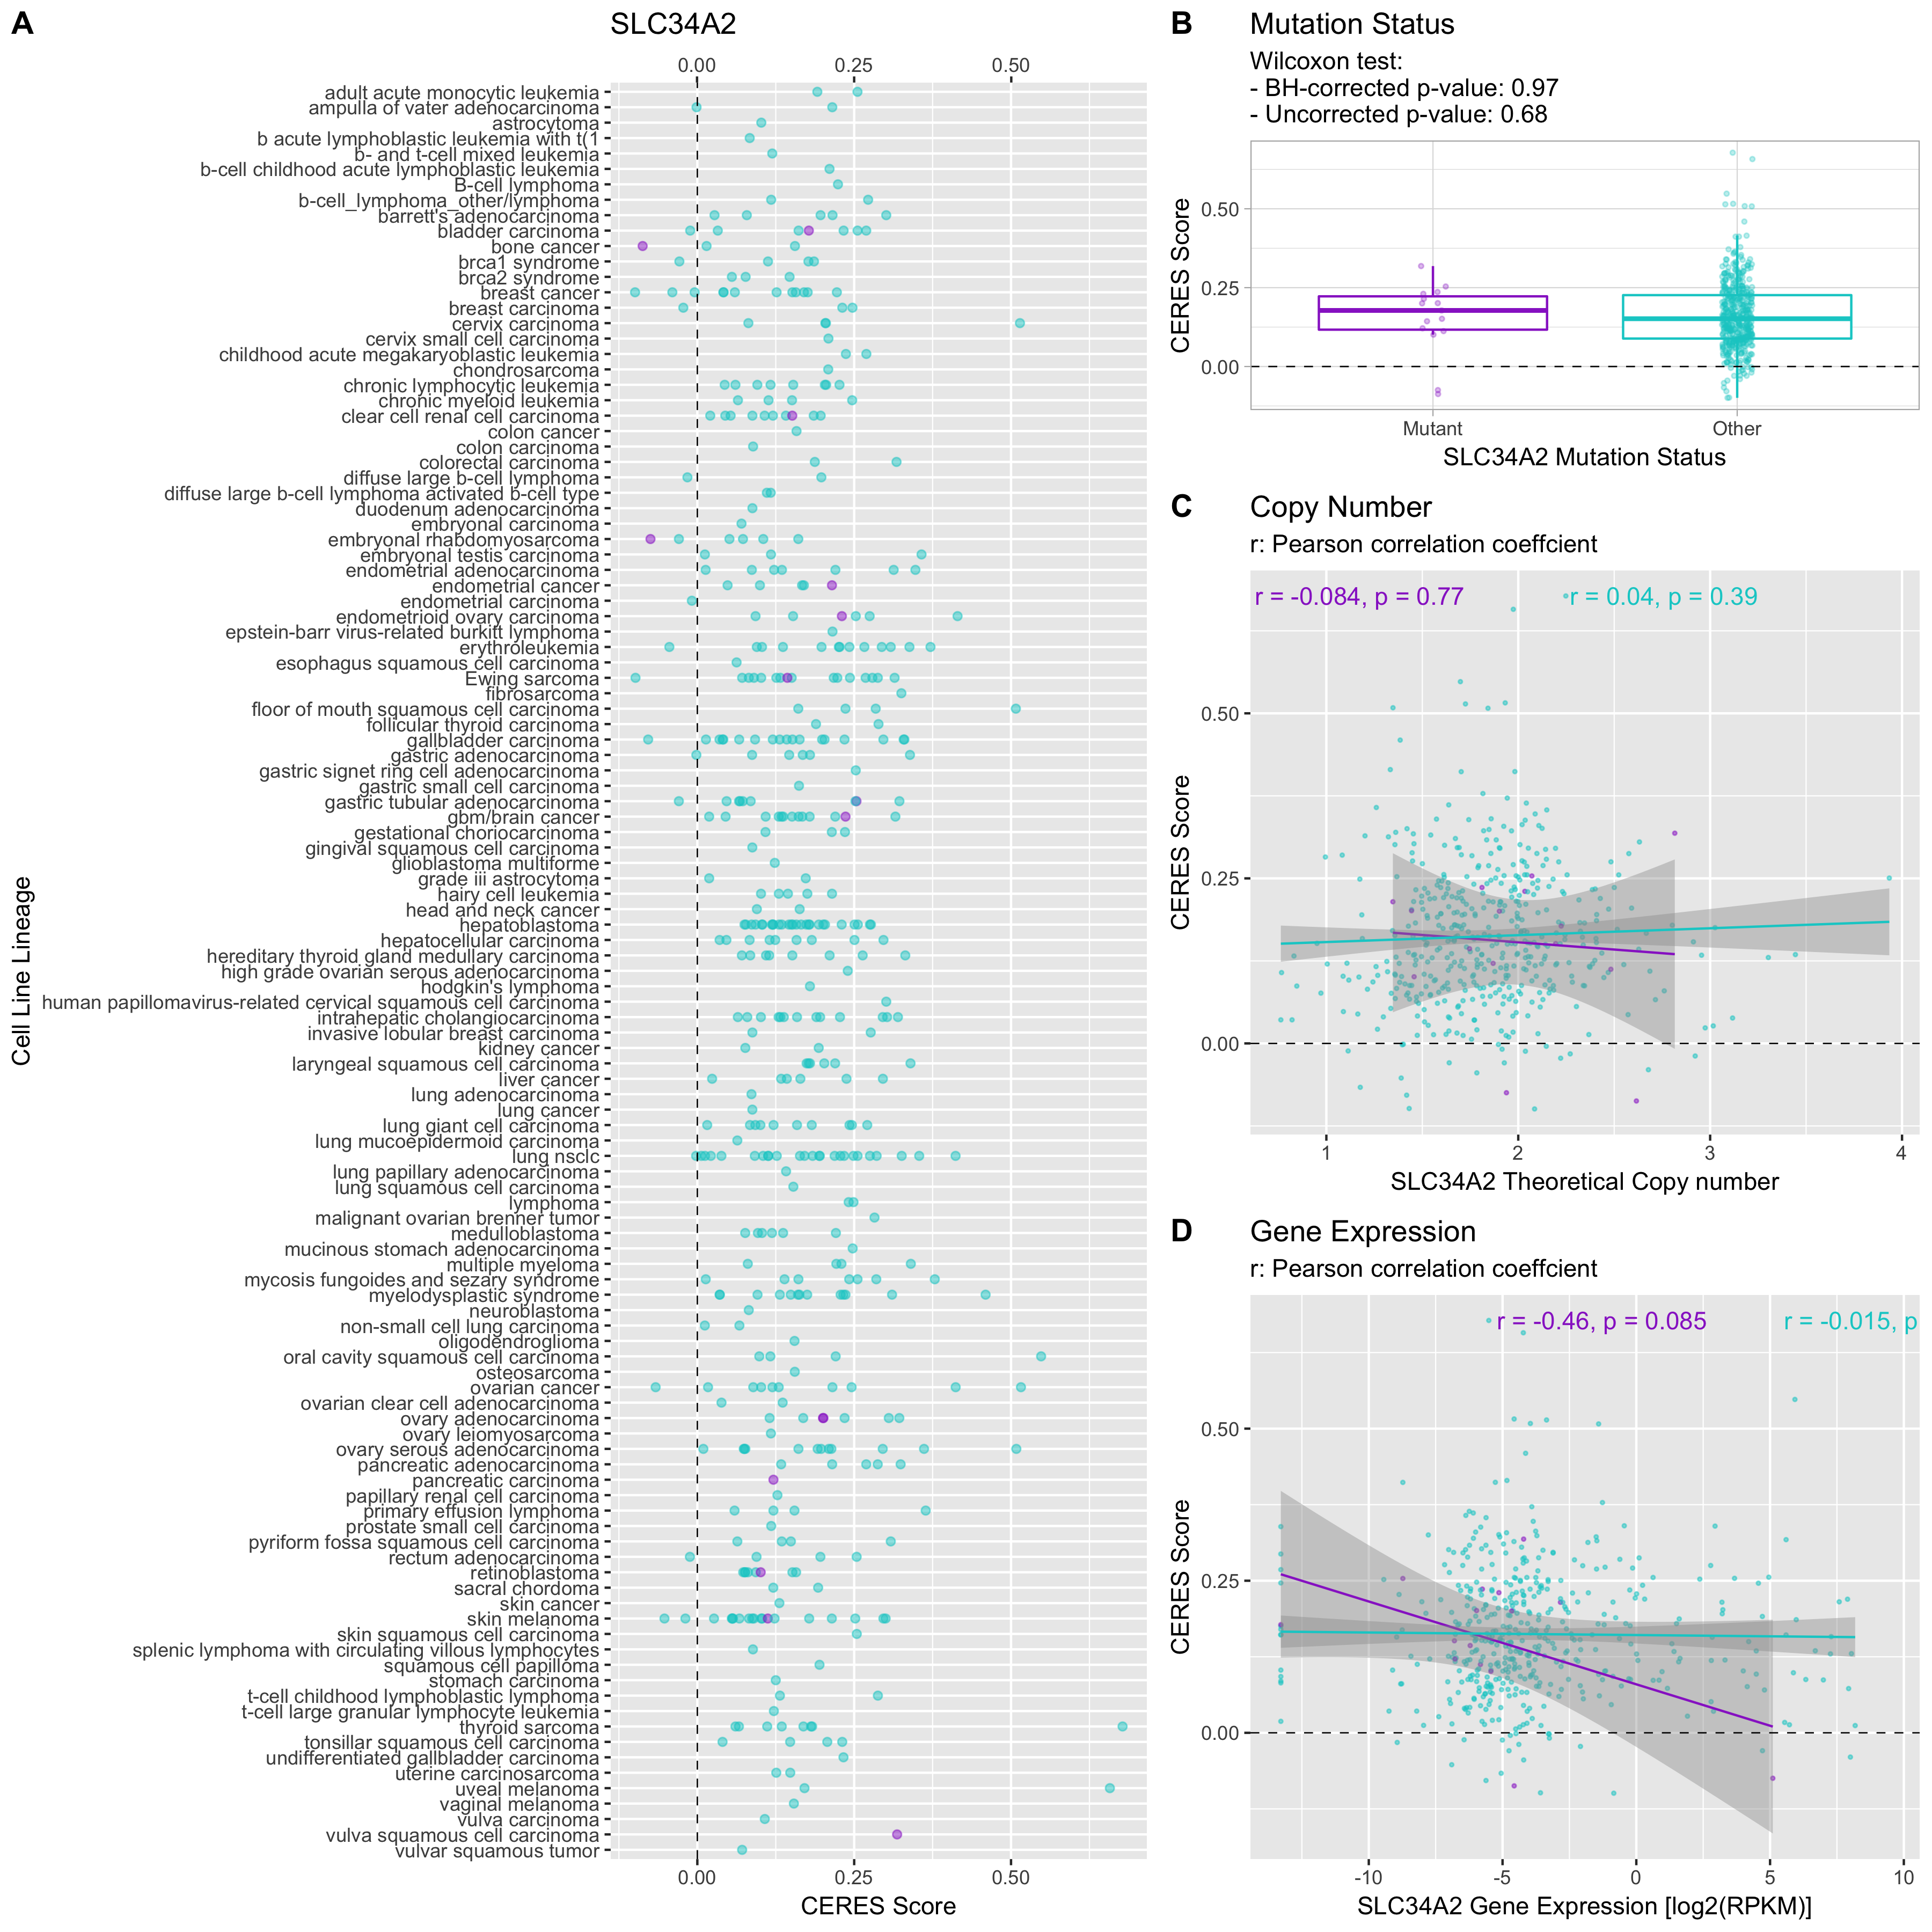 A
SLC34A2
0.00 0.25 0.50
adult acute monocytic leukemia
ampulla of vater adenocarcinoma
astrocytoma
b acute lymphoblastic leukemia with t(1
b- and t-cell mixed leukemia
b-cell childhood acute lymphoblastic leukemia
B-cell lymphoma
b-cell_lymphoma_other/lymphoma
barrett's adenocarcinoma
bladder carcinoma
bone cancer
brca1 syndrome
brca2 syndrome
breast cancer
breast carcinoma
cervix carcinoma
cervix small cell carcinoma
childhood acute megakaryoblastic leukemia
chondrosarcoma
chronic lymphocytic leukemia
chronic myeloid leukemia
clear cell renal cell carcinoma
colon cancer
colon carcinoma
colorectal carcinoma
diffuse large b-cell lymphoma
diffuse large b-cell lymphoma activated b-cell type
duodenum adenocarcinoma
embryonal carcinoma
embryonal rhabdomyosarcoma
embryonal testis carcinoma
endometrial adenocarcinoma
endometrial cancer
endometrial carcinoma
endometrioid ovary carcinoma
epstein-barr virus-related burkitt lymphoma
erythroleukemia
esophagus squamous cell carcinoma
Ewing sarcoma
fibrosarcoma
floor of mouth squamous cell carcinoma
follicular thyroid carcinoma
gallbladder carcinoma
gastric adenocarcinoma
gastric signet ring cell adenocarcinoma
gastric small cell carcinoma
gastric tubular adenocarcinoma
gbm/brain cancer
gestational choriocarcinoma
gingival squamous cell carcinoma
glioblastoma multiforme
grade iii astrocytoma
hairy cell leukemia
head and neck cancer
hepatoblastoma
hepatocellular carcinoma
hereditary thyroid gland medullary carcinoma
high grade ovarian serous adenocarcinoma
hodgkin's lymphoma
human papillomavirus-related cervical squamous cell carcinoma
intrahepatic cholangiocarcinoma
invasive lobular breast carcinoma
kidney cancer
laryngeal squamous cell carcinoma
liver cancer
lung adenocarcinoma
lung cancer
lung giant cell carcinoma
lung mucoepidermoid carcinoma
lung nsclc
lung papillary adenocarcinoma
lung squamous cell carcinoma
lymphoma
malignant ovarian brenner tumor
medulloblastoma
mucinous stomach adenocarcinoma
multiple myeloma
mycosis fungoides and sezary syndrome
myelodysplastic syndrome
neuroblastoma
non-small cell lung carcinoma
oligodendroglioma
oral cavity squamous cell carcinoma
osteosarcoma
ovarian cancer
ovarian clear cell adenocarcinoma
ovary adenocarcinoma
ovary leiomyosarcoma
ovary serous adenocarcinoma
pancreatic adenocarcinoma
pancreatic carcinoma
papillary renal cell carcinoma
primary effusion lymphoma
prostate small cell carcinoma
pyriform fossa squamous cell carcinoma
rectum adenocarcinoma
retinoblastoma
sacral chordoma
skin cancer
skin melanoma
skin squamous cell carcinoma
splenic lymphoma with circulating villous lymphocytes
squamous cell papilloma
stomach carcinoma
t-cell childhood lymphoblastic lymphoma
t-cell large granular lymphocyte leukemia
thyroid sarcoma
tonsillar squamous cell carcinoma
undifferentiated gallbladder carcinoma
uterine carcinosarcoma
uveal melanoma
vaginal melanoma
vulva carcinoma
vulva squamous cell carcinoma
vulvar squamous tumor
0.00 0.25 0.50
CERES Score
Cell Line Lineage
B
Mutation Status
Wilcoxon test:
- BH-corrected p-value: 0.97
- Uncorrected p-value: 0.68
0.50
0.25
0.00
CERES Score
Mutant Other
SLC34A2 Mutation Status
C
Copy Number
r: Pearson correlation coeffcient
r = -0.084, p = 0.77 r = 0.04, p = 0.39
0.50
0.25
0.00
CERES Score
1 2 3 4
SLC34A2 Theoretical Copy number
D
Gene Expression
r: Pearson correlation coeffcient
r = -0.46, p = 0.085 r = -0.015, p
0.50
0.25
0.00
CERES Score
-10 -5 0 5 10
SLC34A2 Gene Expression [log2(RPKM)]